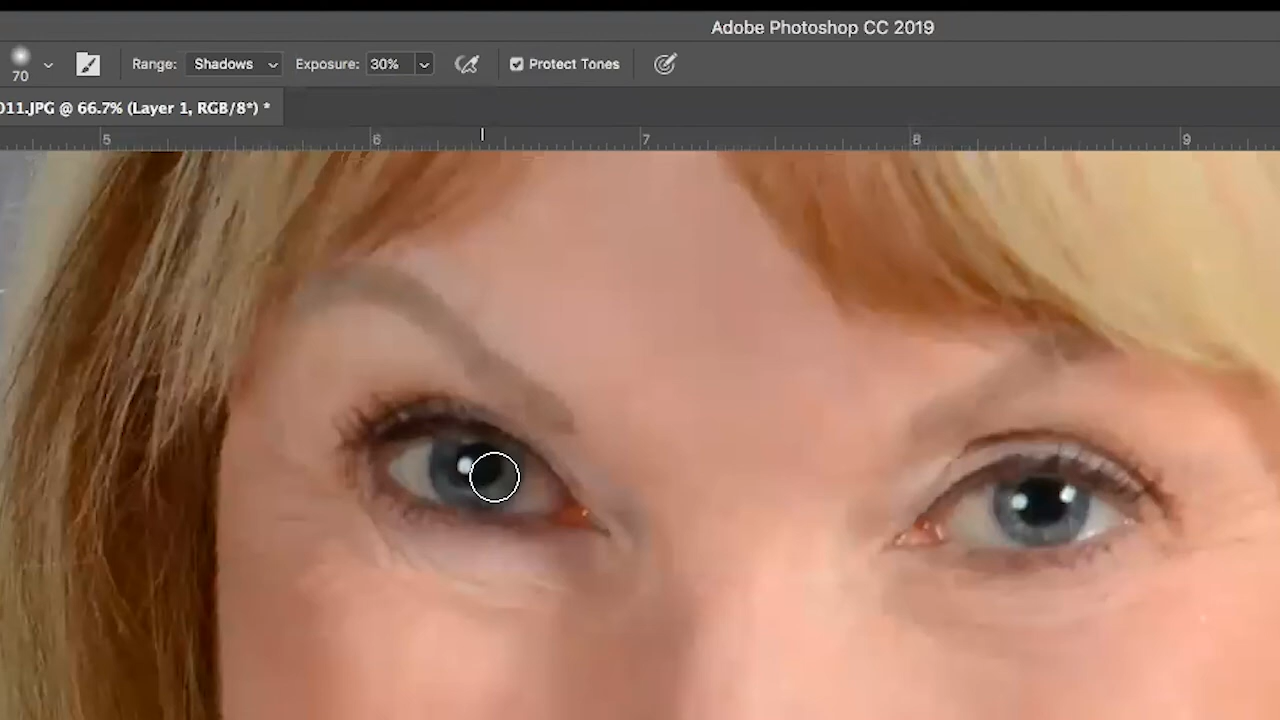 Adobe Photoshop CC 2019
70 Range: Shadows Exposure: 30% Protect Tones
011.JPG @ 66.7% (Layer 1, RGB/8*) *
5 6 7 8 9